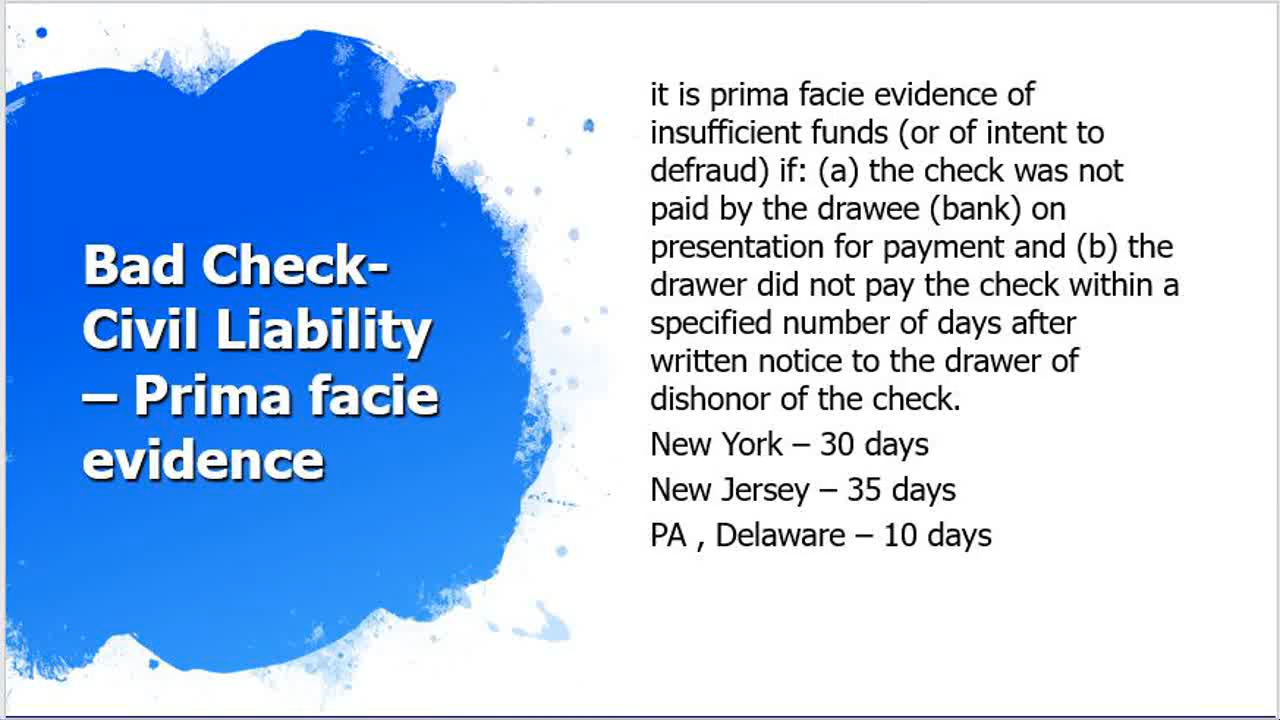 Bad Check-
Civil Liability
– Prima facie
evidence
it is prima facie evidence of
insufficient funds (or of intent to
defraud) if: (a) the check was not
paid by the drawee (bank) on
presentation for payment and (b) the
drawer did not pay the check within a
specified number of days after
written notice to the drawer of
dishonor of the check.
New York – 30 days
New Jersey – 35 days
PA , Delaware – 10 days